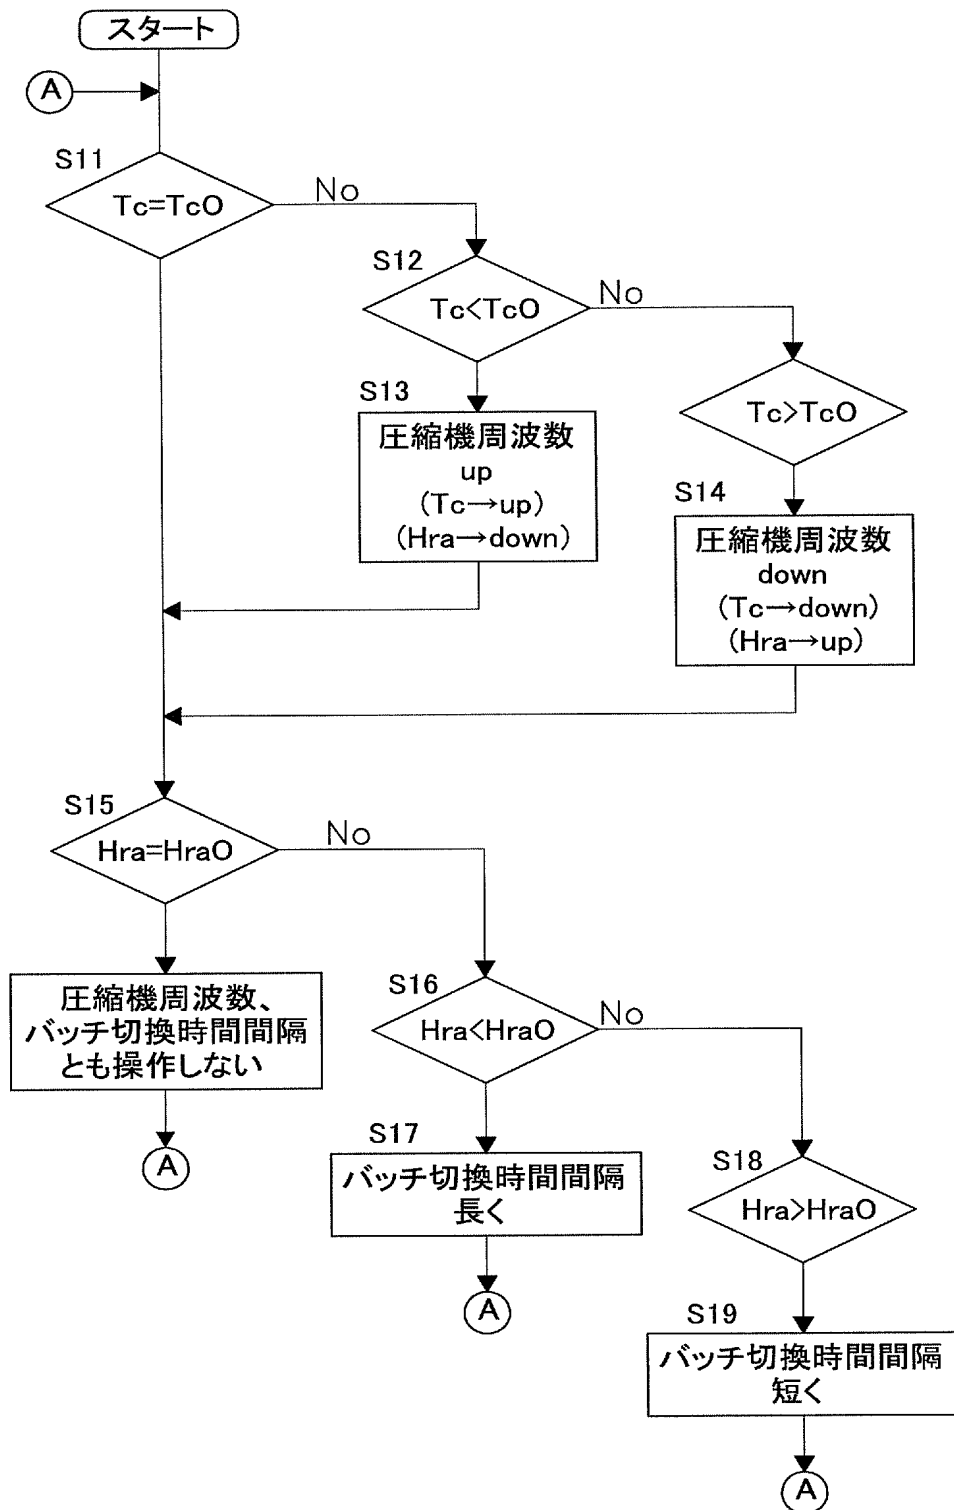 スタート
A
S11
Tc=TcO
No
S12
Tc<TcO
No
S13
圧縮機周波数
up
(Tc→up)
(Hra→down)
Tc>TcO
S14
圧縮機周波数
down
(Tc→down)
(Hra→up)
S15
Hra=HraO
No
圧縮機周波数、
バッチ切換時間間隔
とも操作しない
A
S16
Hra<HraO
No
S17
バッチ切換時間間隔
長く
A
S18
Hra>HraO
S19
バッチ切換時間間隔
短く
A